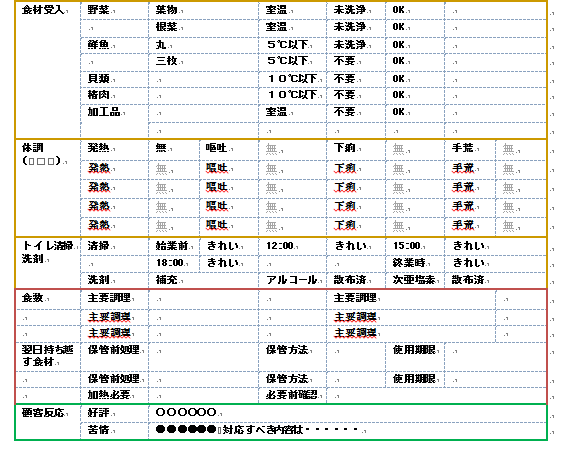 食材受入 野菜 葉物 室温 未洗浄 OK
根菜 室温 未洗浄 OK
鮮魚 丸 5℃以下 未洗浄 OK
三枚 5℃以下 不要 OK
貝類 10℃以下 不要 OK
猪肉 10℃以下 不要 OK
加工品 室温 不要 OK
体調 発熱 無 嘔吐 無 下痢 無 手荒 無
(□□□) 発熱 無 嘔吐 無 下痢 無 手荒 無
発熱 無 嘔吐 無 下痢 無 手荒 無
発熱 無 嘔吐 無 下痢 無 手荒 無
発熱 無 嘔吐 無 下痢 無 手荒 無
トイレ清掃 清掃 始業前 きれい 12:00 きれい 15:00 きれい
洗剤 18:00 きれい 終業時 きれい
洗剤 補充 アルコール 散布済 次亜塩素 散布済
食数 主要調理 主要調理
主要調理 主要調理
主要調理 主要調理
翌日持ち越 保管前処理 保管方法 使用期限
す食材
保管前処理 保管方法 使用期限
加熱必要 必要前確認
顧客反応 好評 〇〇〇〇〇〇
苦情 ●●●●●●▯対応すべき内容は・・・・・・